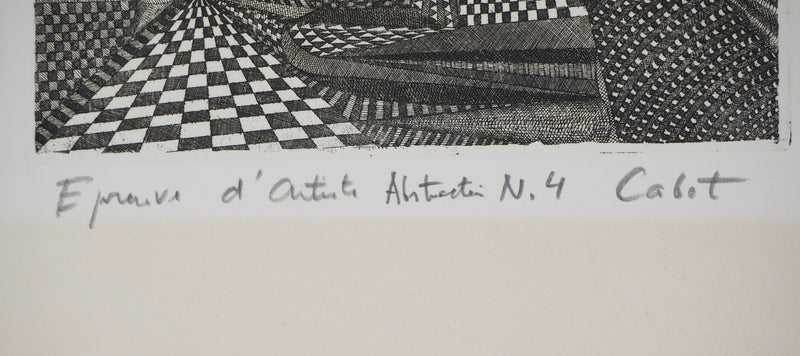 Epreuve d'Artiste Abstraction N.4 Cabot